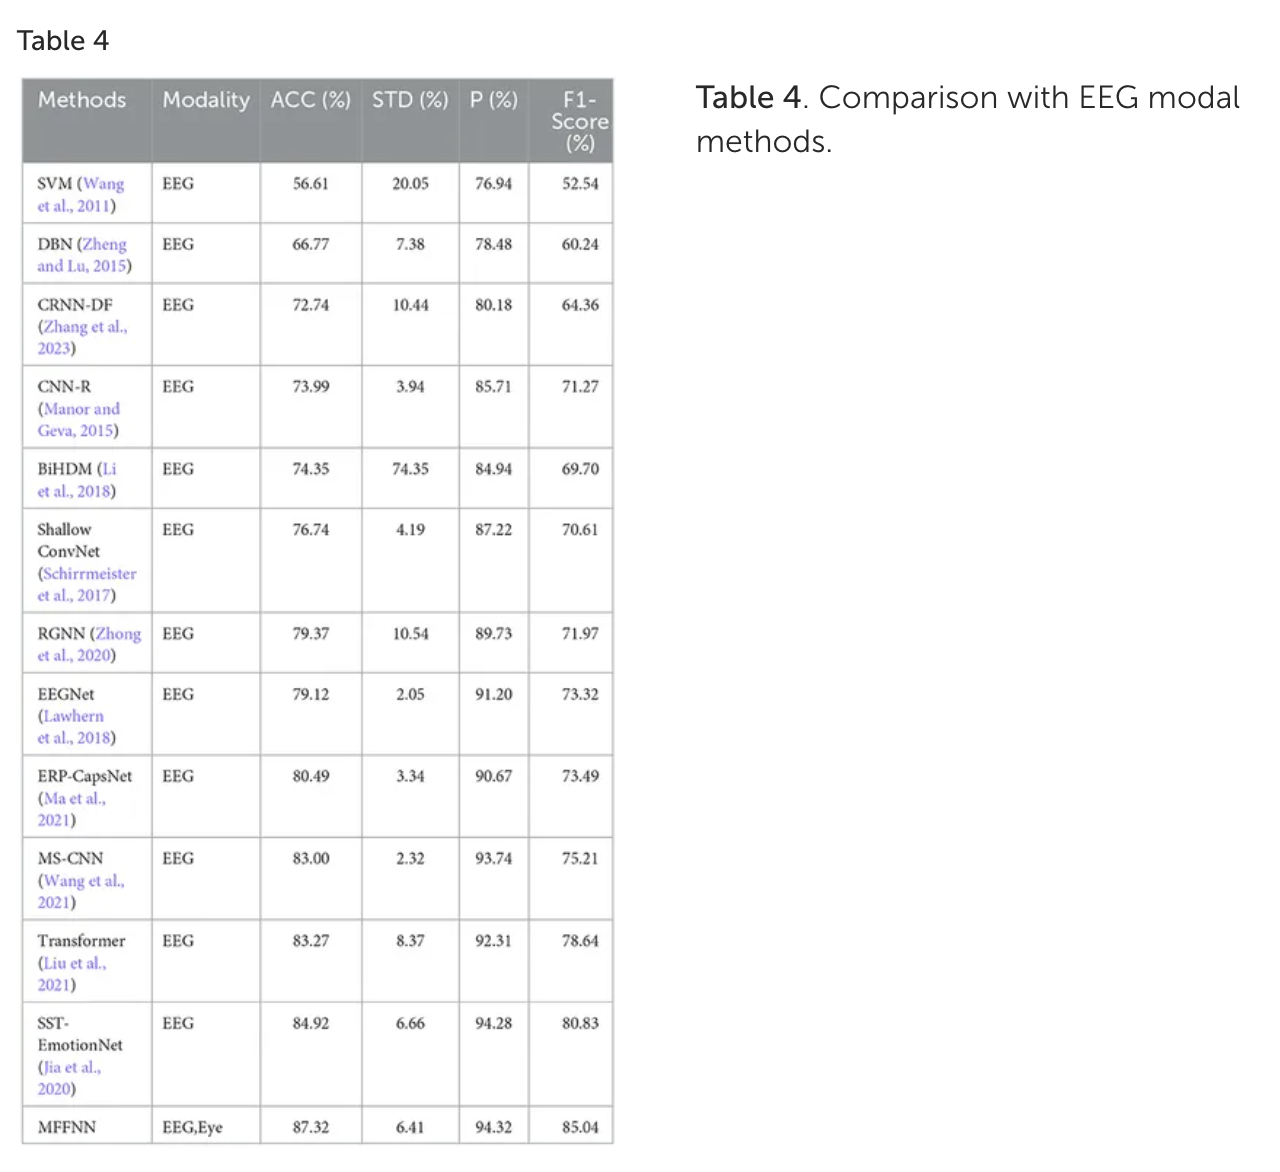 Table 4
Methods Modality ACC (%) STD (%) P (%) F1-
Score
(%)
SVM (Wang EEG 56.61 20.05 76.94 52.54
et al., 2011)
DBN (Zheng EEG 66.77 7.38 78.48 60.24
and Lu, 2015)
CRNN-DF EEG 72.74 10.44 80.18 64.36
(Zhang et al.,
2023)
CNN-R EEG 73.99 3.94 85.71 71.27
(Manor and
Geva, 2015)
BiHDM (Li EEG 74.35 74.35 84.94 69.70
et al., 2018)
Shallow EEG 76.74 4.19 87.22 70.61
ConvNet
(Schirrmeister
et al., 2017)
RGNN (Zhong EEG 79.37 10.54 89.73 71.97
et al., 2020)
EEGNet EEG 79.12 2.05 91.20 73.32
(Lawhern
et al., 2018)
ERP-CapsNet EEG 80.49 3.34 90.67 73.49
(Ma et al.,
2021)
MS-CNN EEG 83.00 2.32 93.74 75.21
(Wang et al.,
2021)
Transformer EEG 83.27 8.37 92.31 78.64
(Liu et al.,
2021)
SST- EEG 84.92 6.66 94.28 80.83
EmotionNet
(Jia et al.,
2020)
MFFNN EEG,Eye 87.32 6.41 94.32 85.04
Table 4. Comparison with EEG modal
methods.